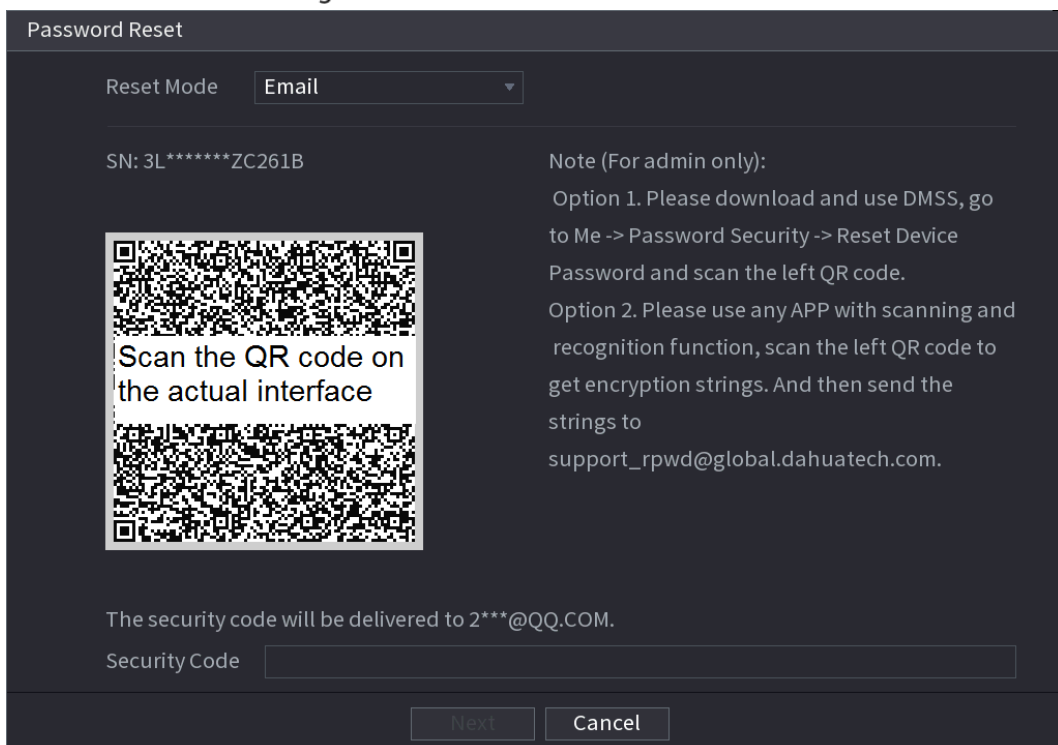 Password Reset
Reset Mode
Email
SN: 3L*******ZC261B
Note (For admin only):
Option 1. Please download and use DMSS, go
to Me -> Password Security -> Reset Device
Password and scan the left QR code.
Option 2. Please use any APP with scanning and
recognition function, scan the left QR code to
get encryption strings. And then send the
strings to
support_rpwd@global.dahuatech.com.
Scan the QR code on
the actual interface
The security code will be delivered to 2***@QQ.COM.
Security Code
Next
Cancel